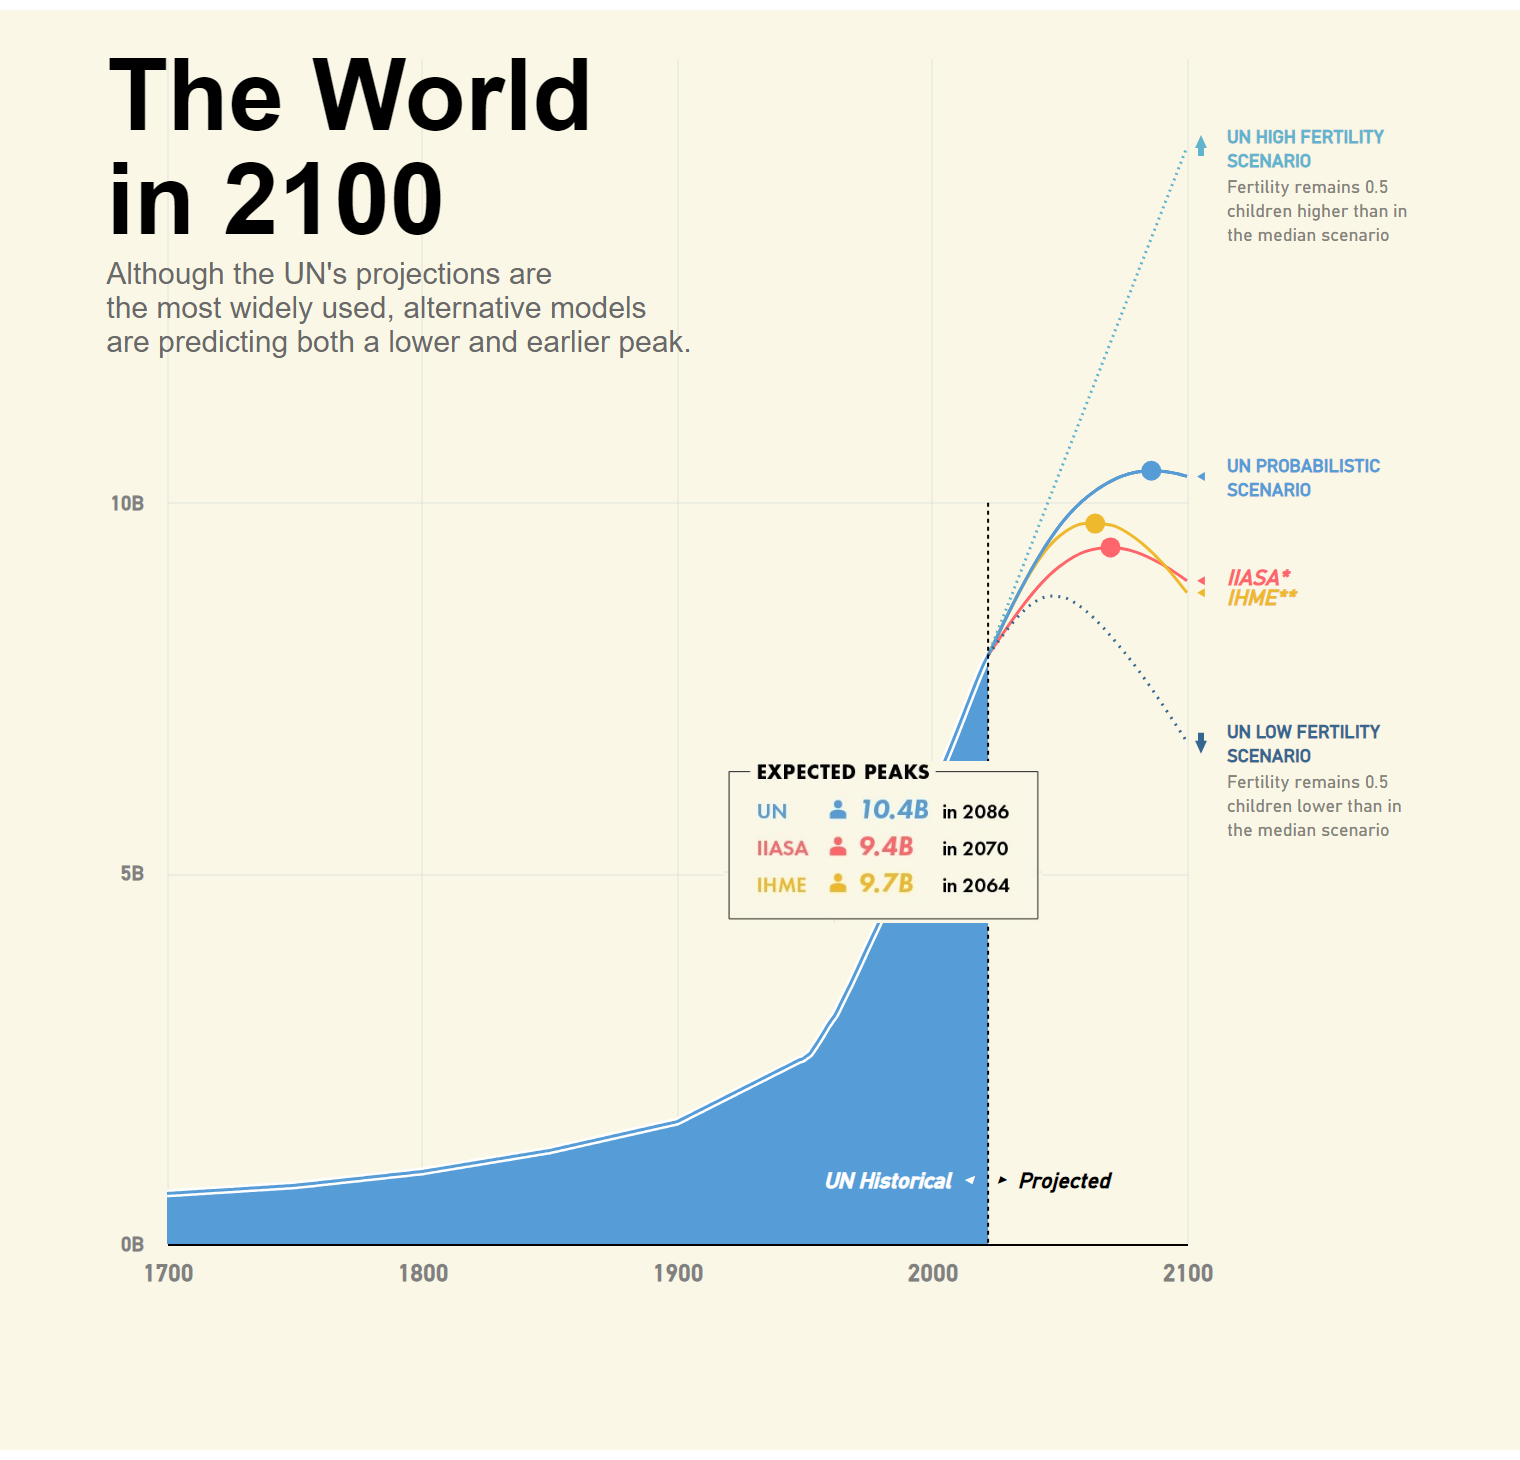 The World
in 2100
Although the UN's projections are
the most widely used, alternative models
are predicting both a lower and earlier peak.
UN HIGH FERTILITY
SCENARIO
Fertility remains 0.5
children higher than in
the median scenario
10B
UN PROBABILISTIC
SCENARIO
IIASA*
IHME**
UN LOW FERTILITY
SCENARIO
Fertility remains 0.5
children lower than in
the median scenario
EXPECTED PEAKS
UN 10.4B in 2086
IIASA 9.4B in 2070
IHME 9.7B in 2064
5B
UN Historical
Projected
0B
1700 1800 1900 2000 2100